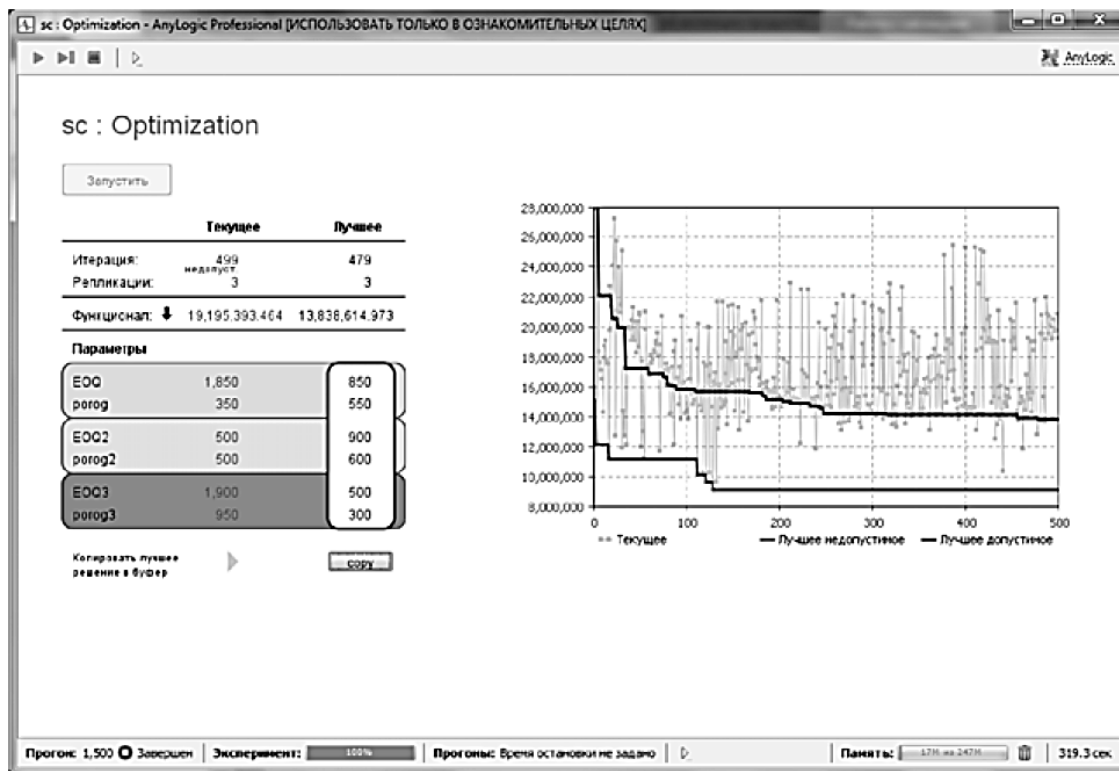 sc : Optimization - AnyLogic Professional [ИСПОЛЬЗОВАТЬ ТОЛЬКО В ОЗНАКОМИТЕЛЬНЫХ ЦЕЛЯХ]
AnyLogic
sc : Optimization
Запустить
Текущее Лучшее
Итерация: 499 479
недопуст.
Репликации: 3 3
Функционал: 19,195,393.464 13,838,614.973
Параметры
EOQ 1,850 850
porog 350 550
EOQ2 500 900
porog2 500 600
EOQ3 1,900 500
porog3 950 300
Копировать лучшее
решение в буфер
copy
28,000,000
26,000,000
24,000,000
22,000,000
20,000,000
18,000,000
16,000,000
14,000,000
12,000,000
10,000,000
8,000,000
0 100 200 300 400 500
Текущее Лучшее недопустимое Лучшее допустимое
Прогон: 1,500 Завершен Эксперимент: 100% Прогоны: Время остановки не задано Память: 17M из 247M 319.3 сек